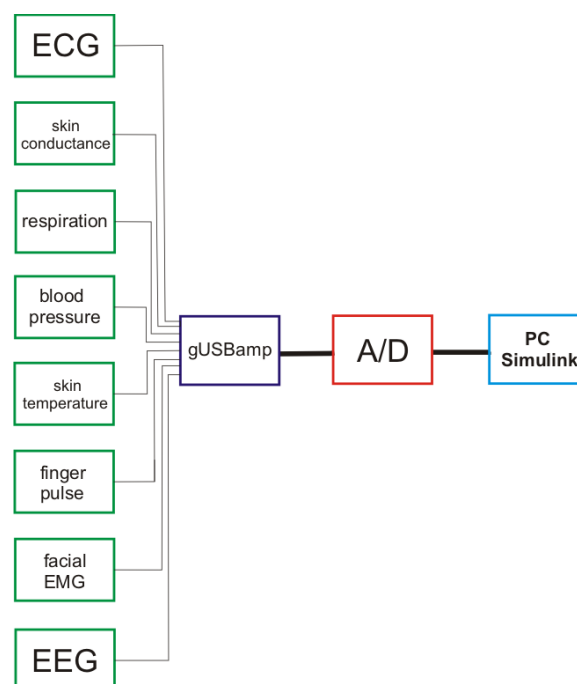 ECG
skin
conductance
respiration
blood
pressure
skin
temperature
finger
pulse
facial
EMG
EEG
gUSBamp
A/D
PC
Simulink